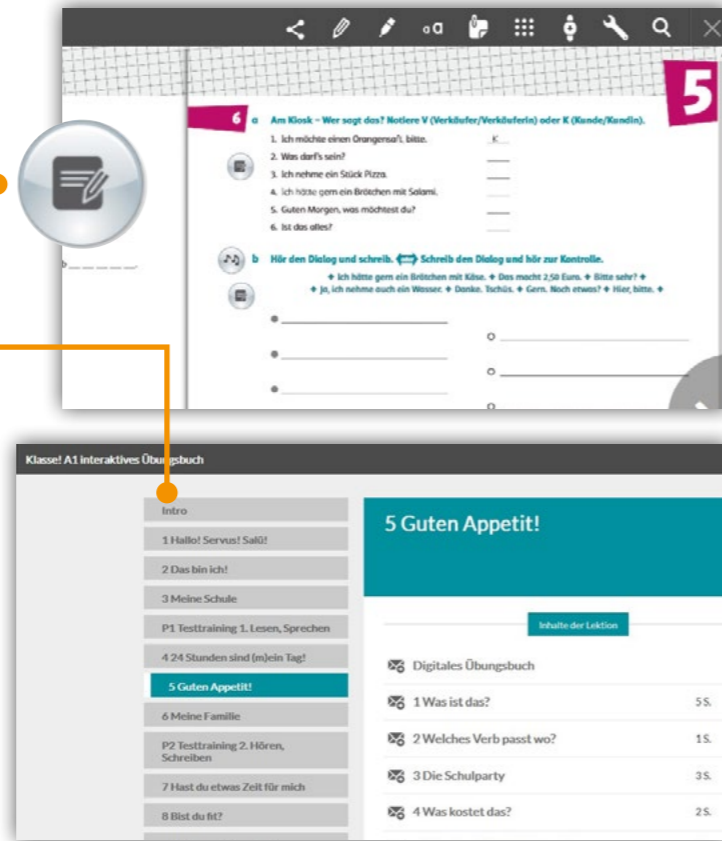 5
6 a Am Kiosk – Wer sagt das? Notiere V (Verkäufer/Verkäuferin) oder K (Kunde/Kundin).
1. Ich möchte einen Orangensaft, bitte. K
2. Was darf's sein?
3. Ich nehme ein Stück Pizza.
4. Ich hätte gern ein Brötchen mit Salami.
5. Guten Morgen, was möchtest du?
6. Ist das alles?
b Hör den Dialog und schreib. Schreib den Dialog und hör zur Kontrolle.
+ Ich hätte gern ein Brötchen mit Käse. + Das macht 2,50 Euro. + Bitte sehr? +
+ Ja, ich nehme auch ein Wasser. + Danke. Tschüs. + Gern. Noch etwas? + Hier, bitte. +
Klasse! A1 interaktives Übungsbuch
Intro
1 Hallo! Servus! Salü!
2 Das bin ich!
3 Meine Schule
P1 Testtraining 1. Lesen, Sprechen
4 24 Stunden sind (m)ein Tag!
5 Guten Appetit!
6 Meine Familie
P2 Testtraining 2. Hören,
Schreiben
7 Hast du etwas Zeit für mich
8 Bist du fit?
5 Guten Appetit!
Inhalte der Lektion
Digitales Übungsbuch
1 Was ist das? 5 S.
2 Welches Verb passt wo? 1 S.
3 Die Schulparty 3 S.
4 Was kostet das? 2 S.